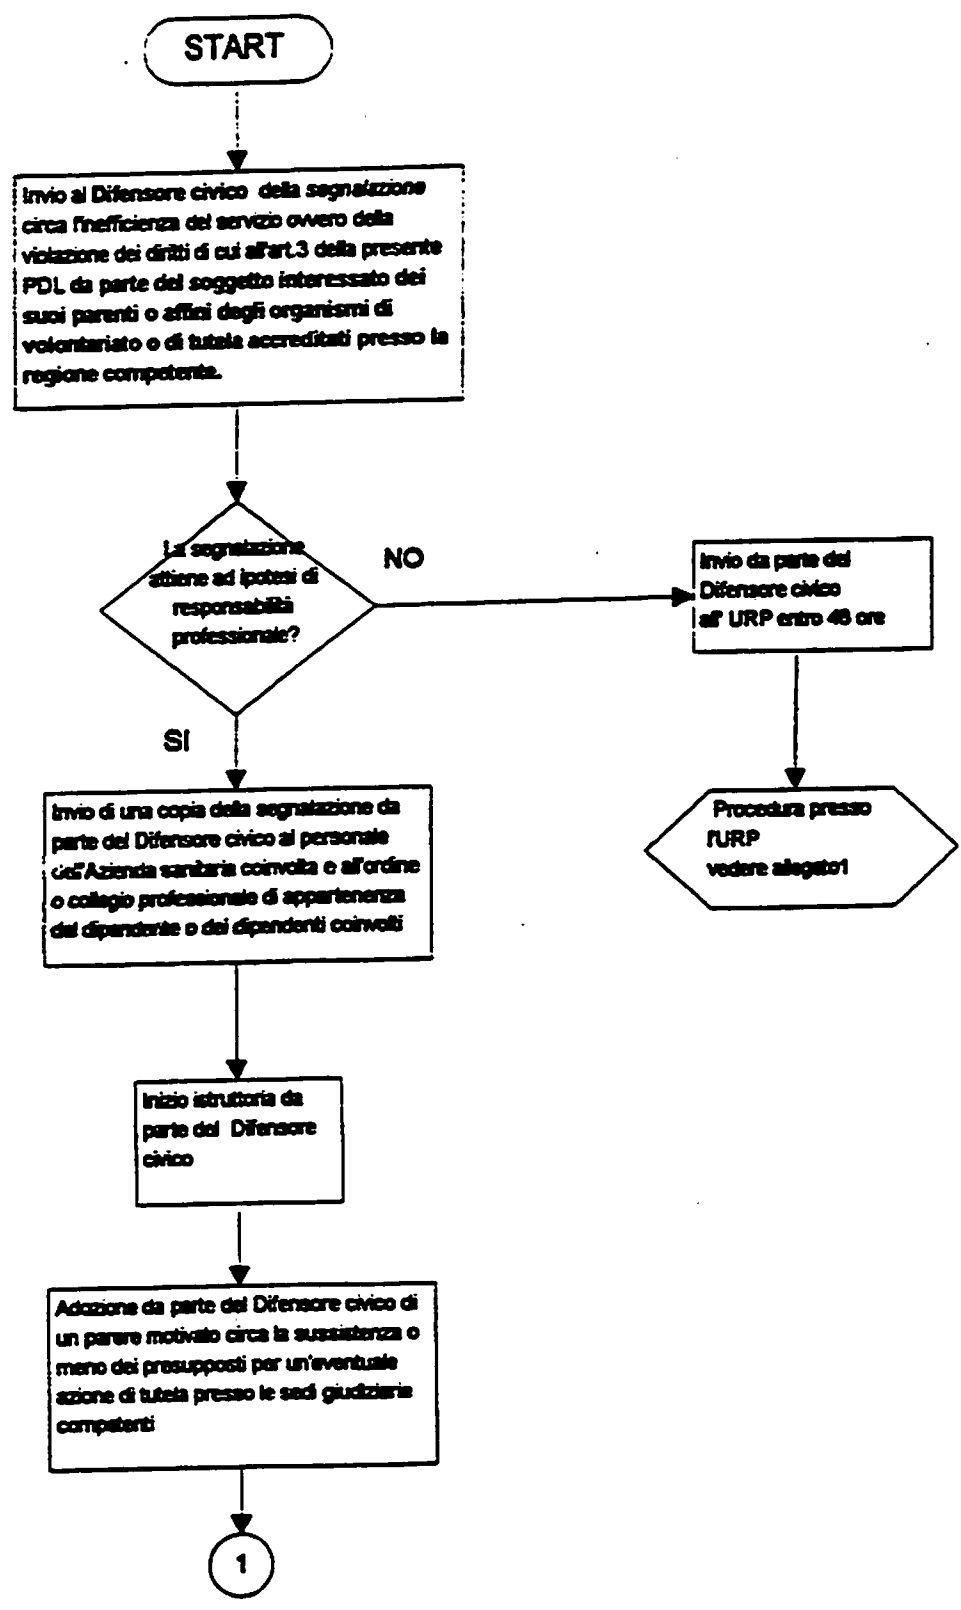 START
Invio al Difensore civico della segnalazione
circa l'inefficienza del servizio ovvero della
violazione dei diritti di cui all'art.3 della presente
PDL da parte del soggetto interessato dei
suoi parenti o affini degli organismi di
volontariato o di tutela accreditati presso la
regione competente.
La segnalazione
attiene ad ipotesi di
responsabilità
professionale?
NO
Invio da parte del
Difensore civico
all' URP entro 48 ore
Procedura presso
l'URP
vedere allegato1
SI
Invio di una copia della segnalazione da
parte del Difensore civico al personale
dell'Azienda sanitaria coinvolta e all'ordine
o collegio professionale di appartenenza
del dipendente o dei dipendenti coinvolti
Inizio istruttoria da
parte del Difensore
civico
Adozione da parte del Difensore civico di
un parere motivato circa la sussistenza o
meno dei presupposti per un'eventuale
azione di tutela presso le sedi giudiziarie
competenti
1